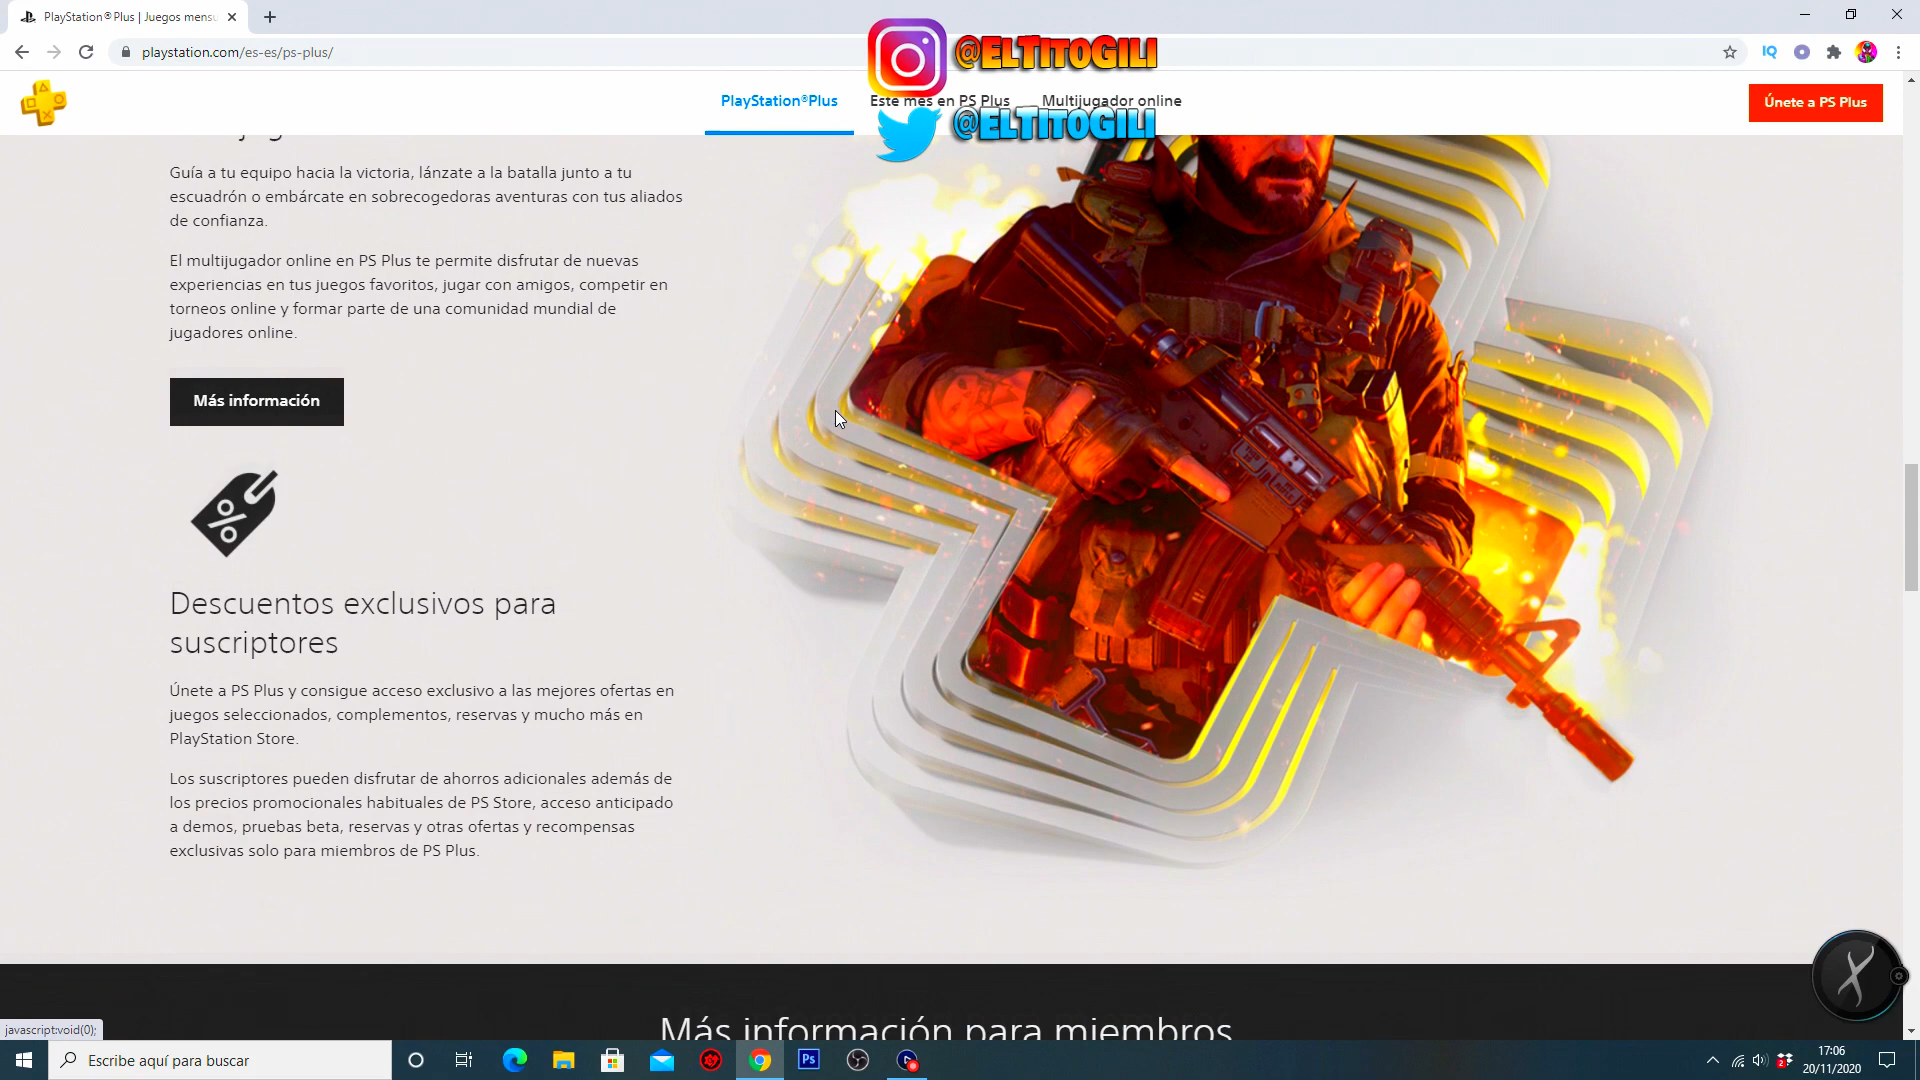 PlayStation®Plus | Juegos mensu
playstation.com/es-es/ps-plus/
IQ
@ELTITOGILI
@ELTITOGILI
PlayStation®Plus
Este mes en PS Plus
Multijugador online
Únete a PS Plus
Guía a tu equipo hacia la victoria, lánzate a la batalla junto a tu
escuadrón o embárcate en sobrecogedoras aventuras con tus aliados
de confianza.
El multijugador online en PS Plus te permite disfrutar de nuevas
experiencias en tus juegos favoritos, jugar con amigos, competir en
torneos online y formar parte de una comunidad mundial de
jugadores online.
Más información
%
Descuentos exclusivos para
suscriptores
Únete a PS Plus y consigue acceso exclusivo a las mejores ofertas en
juegos seleccionados, complementos, reservas y mucho más en
PlayStation Store.
Los suscriptores pueden disfrutar de ahorros adicionales además de
los precios promocionales habituales de PS Store, acceso anticipado
a demos, pruebas beta, reservas y otras ofertas y recompensas
exclusivas solo para miembros de PS Plus.
Más información para miembros
javascript:void(0);
Escribe aquí para buscar
Ps
2
17:06
20/11/2020